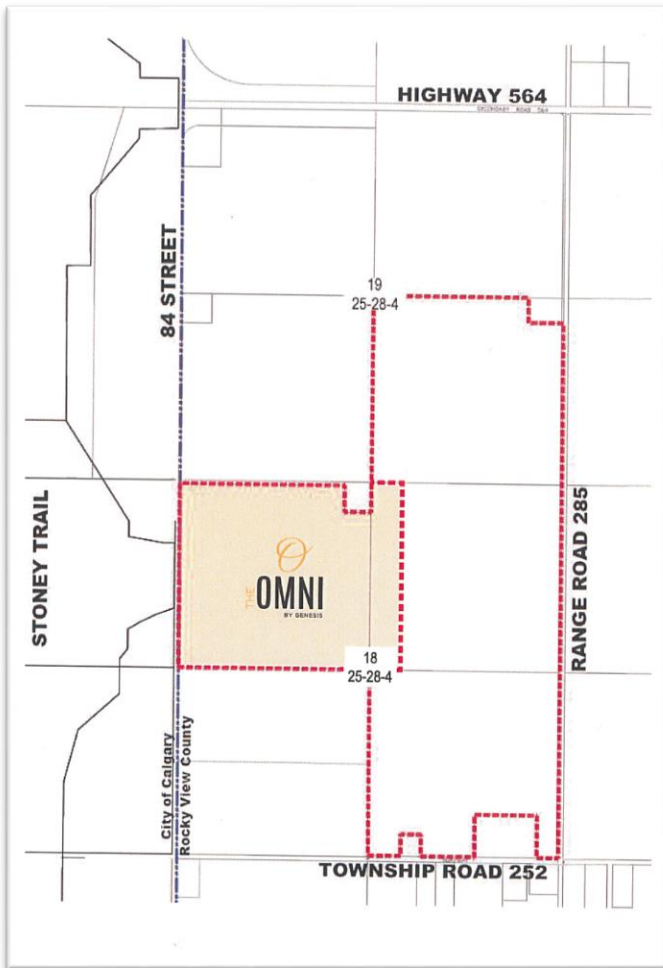 HIGHWAY 564
84 STREET
19
25-28-4
STONEY TRAIL
THE
OMNI
BY GENESIS
RANGE ROAD 285
18
25-28-4
City of Calgary
Rocky View County
TOWNSHIP ROAD 252